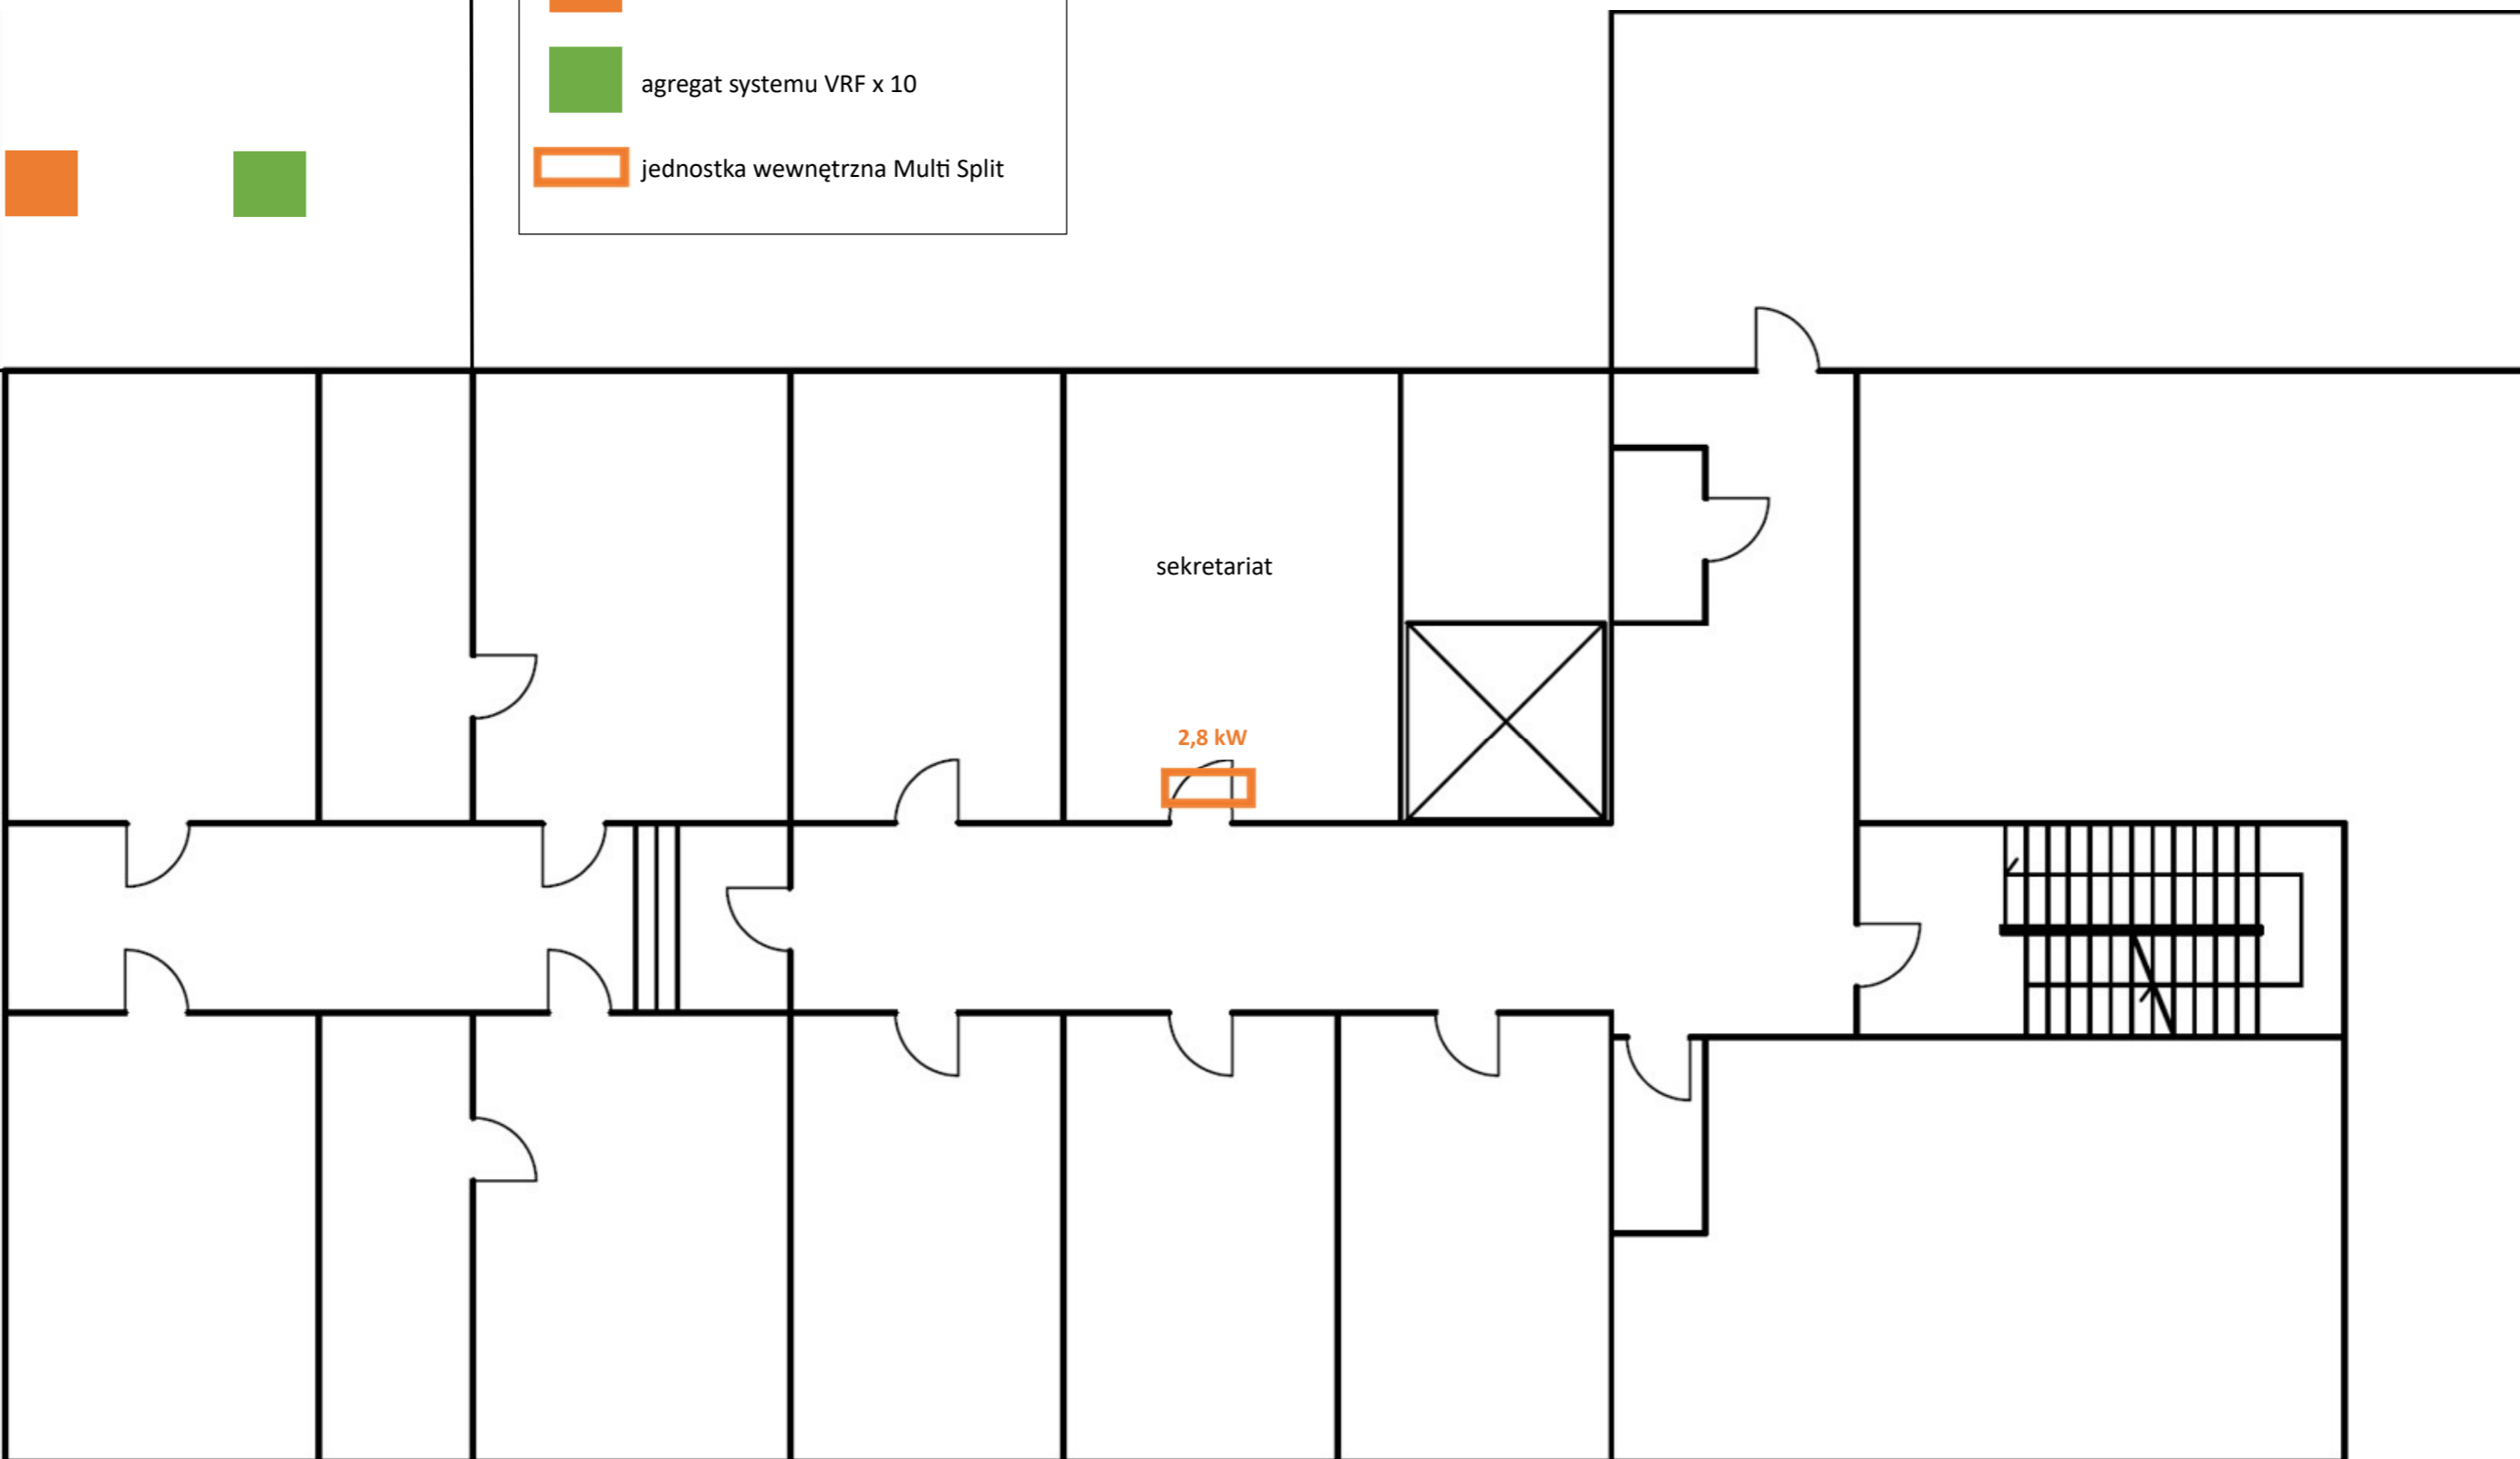 agregat systemu VRF x 10
jednostka wewnętrzna Multi Split
sekretariat
2,8 kW